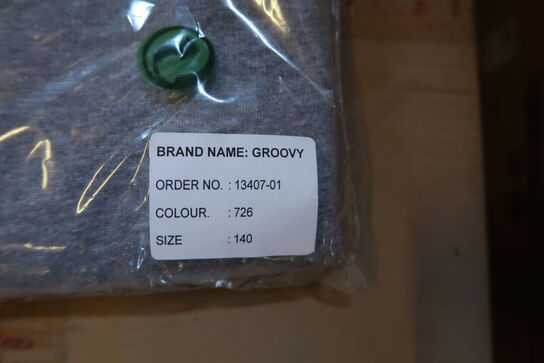 BRAND NAME: GROOVY
ORDER NO. : 13407-01
COLOUR. : 726
SIZE : 140